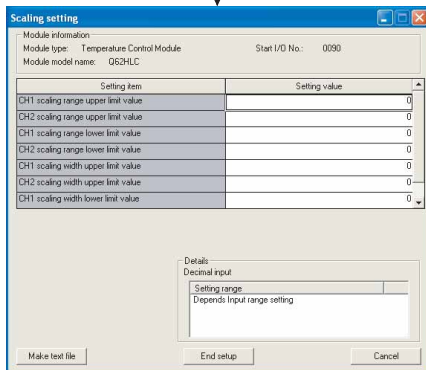 Scaling setting
Module information
Module type: Temperature Control Module Start I/O No.: 0090
Module model name: Q62HLC
Setting item Setting value
CH1 scaling range upper limit value 0
CH2 scaling range upper limit value 0
CH1 scaling range lower limit value 0
CH2 scaling range lower limit value 0
CH1 scaling width upper limit value 0
CH2 scaling width upper limit value 0
CH1 scaling width lower limit value 0
Details
Decimal input
Setting range
Depends Input range setting
Make text file End setup Cancel